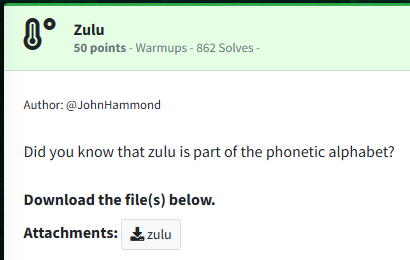 Zulu
50 points - Warmups - 862 Solves -
Author: @JohnHammond
Did you know that zulu is part of the phonetic alphabet?
Download the file(s) below.
Attachments: zulu